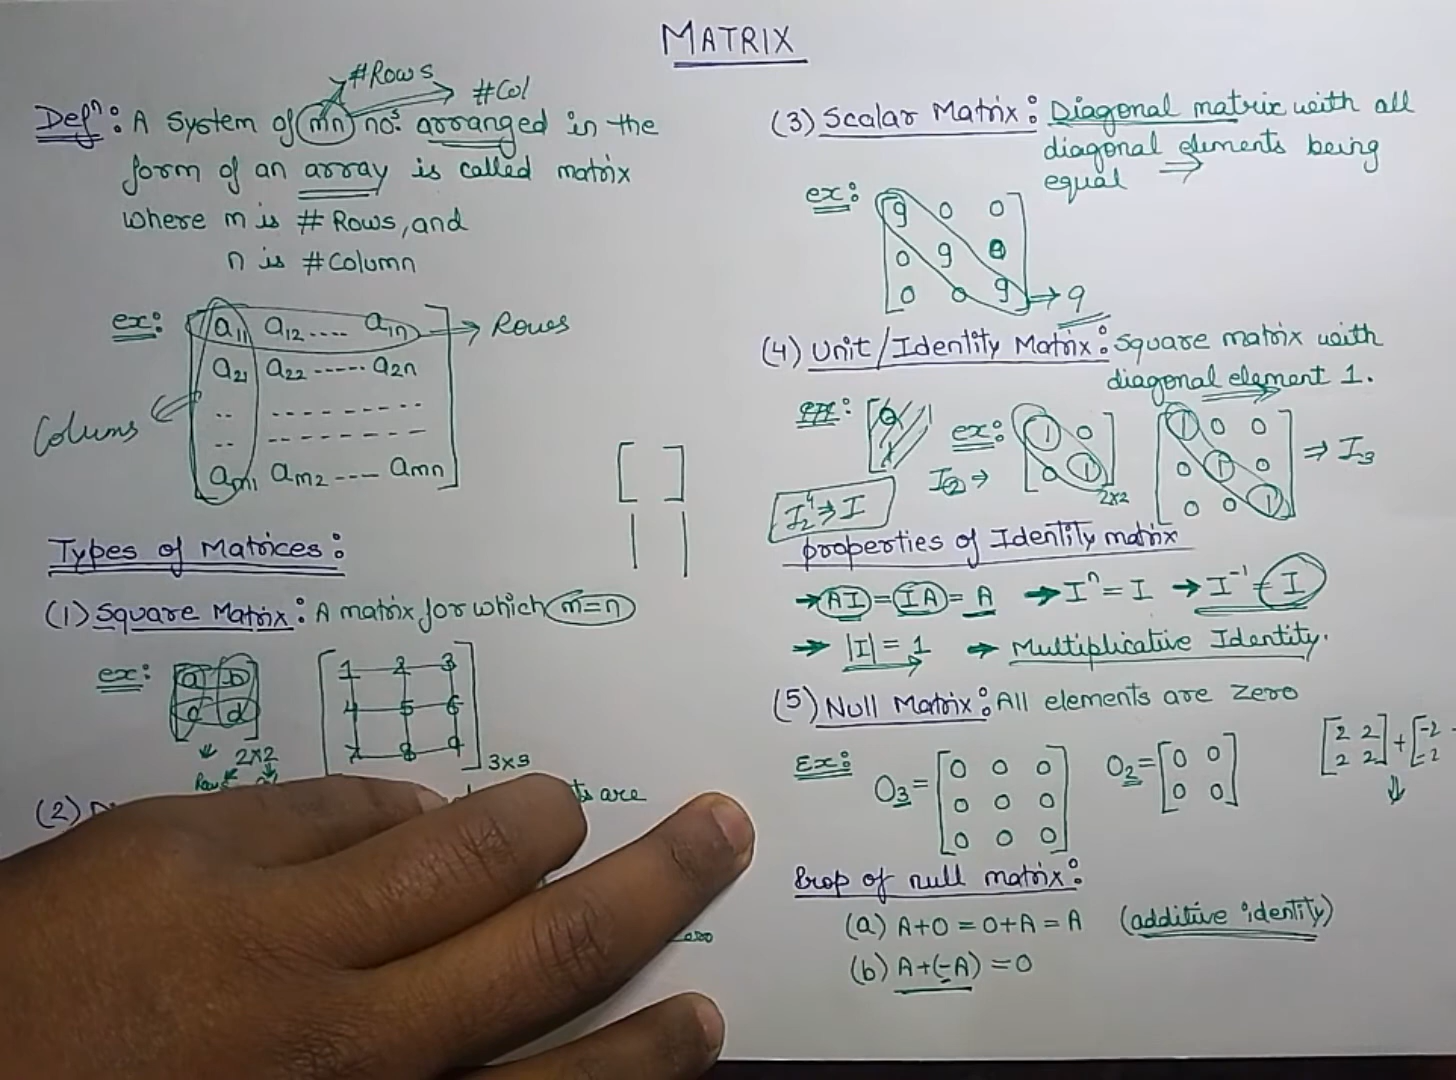 MATRIX
#Rows
#Col
Defⁿ: A System of mn no.s arranged in the
form of an array is called matrix
where m is # Rows, and
n is #Column
ex: [a11 a12 .... a1n] → Rows
a21 a22 ----- a2n
.. ---------
Colums
.. ---------
am1 am2 ---- amn
[ ]
| |
Types of Matrices:
(1) Square Matrix: A matrix for which m=n
ex: [a b
c d] 2x2
[1 2 3
4 5 6
7 8 9] 3x3
(2)
are
(3) Scalar Matrix: Diagonal matrix with all
diagonal elements being
equal →
ex: [9 0 0
0 9 0
0 0 9] → 9
(4) Unit/Identity Matrix: Square matrix with
diagonal element 1.
ex: I2 → [1 0
0 1] 2x2
[1 0 0
0 1 0
0 0 1] ⇒ I3
I2⁴ ⇒ I
properties of Identity matrix
→ AI = IA = A → Iⁿ = I → I⁻¹ = I
→ |I| = 1 → Multiplicative Identity.
(5) Null Matrix: All elements are Zero
Ex: O3 = [0 0 0
0 0 0
0 0 0]
O2 = [0 0
0 0]
[2 2
2 2] + [-2
-2
Prop of null matrix:
(a) A+O = O+A = A (additive identity)
(b) A+(-A) = O